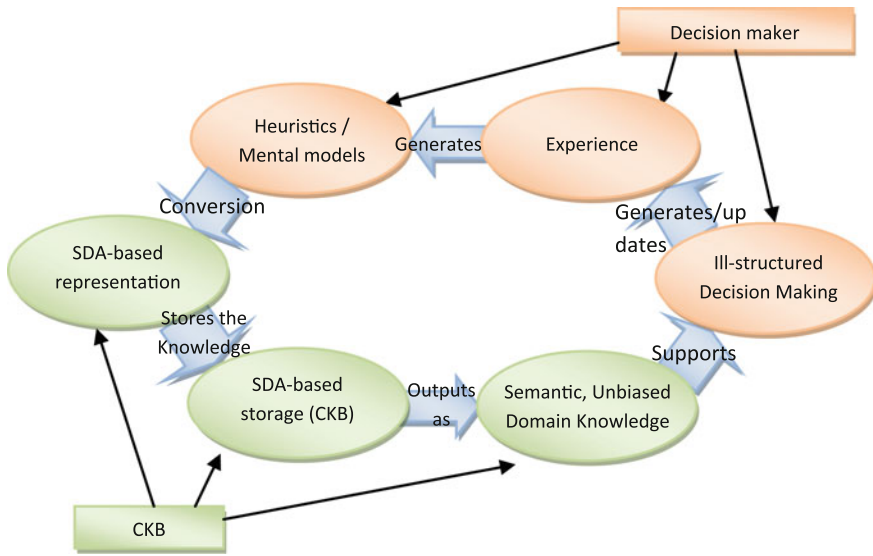 Decision maker
Heuristics /
Mental models
Generates
Experience
Conversion
Generates/up
dates
SDA-based
representation
Ill-structured
Decision Making
Stores the
Knowledge
Supports
SDA-based
storage (CKB)
Outputs
as
Semantic, Unbiased
Domain Knowledge
CKB